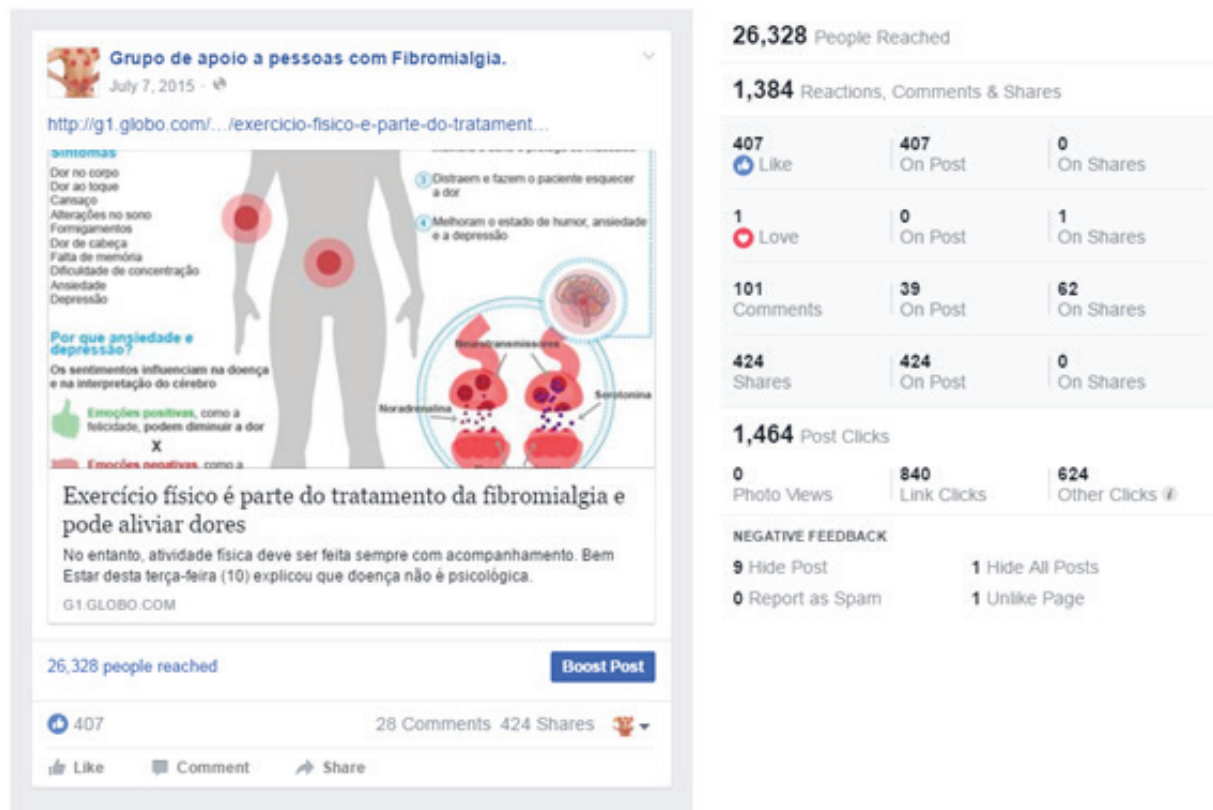 Grupo de apoio a pessoas com Fibromialgia.
July 7, 2015
http://g1.globo.com/.../exercicio-fisico-e-parte-do-tratament...
Sintomas
Dor no corpo
Dor ao toque
Cansaço
Alterações no sono
Formigamentos
Dor de cabeça
Falta de memória
Dificuldade de concentração
Ansiedade
Depressão
Por que ansiedade e
depressão?
Os sentimentos influenciam na doença
e na interpretação do cérebro
Emoções positivas, como a
felicidade, podem diminuir a dor
X
Emoções negativas, como a
3 Distraem e fazem o paciente esquecer
a dor
4 Melhoram o estado de humor, ansiedade
e a depressão
Neurotransmissores
Noradrenalina
Serotonina
Exercício físico é parte do tratamento da fibromialgia e
pode aliviar dores
No entanto, atividade física deve ser feita sempre com acompanhamento. Bem
Estar desta terça-feira (10) explicou que doença não é psicológica.
G1.GLOBO.COM
26,328 people reached
Boost Post
407
28 Comments 424 Shares
Like Comment Share
26,328 People Reached
1,384 Reactions, Comments & Shares
407 407 0
Like On Post On Shares
1 0 1
Love On Post On Shares
101 39 62
Comments On Post On Shares
424 424 0
Shares On Post On Shares
1,464 Post Clicks
0 840 624
Photo Views Link Clicks Other Clicks i
NEGATIVE FEEDBACK
9 Hide Post 1 Hide All Posts
0 Report as Spam 1 Unlike Page